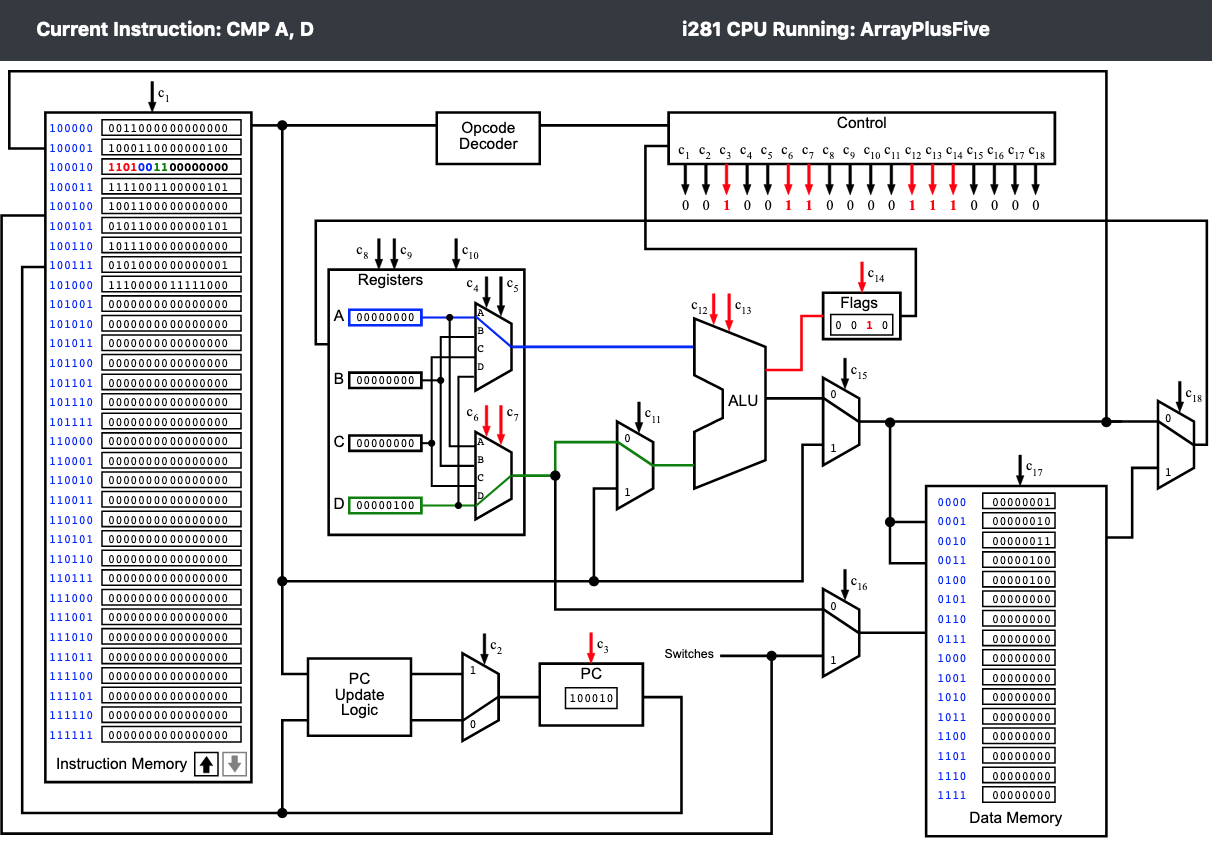 Current Instruction: CMP A, D
i281 CPU Running: ArrayPlusFive
c1
100000 0011000000000000
100001 1000110000000100
100010 1101001100000000
100011 1111001100000101
100100 1001100000000000
100101 0101100000000101
100110 1011100000000000
100111 0101000000000001
101000 1110000011111000
101001 0000000000000000
101010 0000000000000000
101011 0000000000000000
101100 0000000000000000
101101 0000000000000000
101110 0000000000000000
101111 0000000000000000
110000 0000000000000000
110001 0000000000000000
110010 0000000000000000
110011 0000000000000000
110100 0000000000000000
110101 0000000000000000
110110 0000000000000000
110111 0000000000000000
111000 0000000000000000
111001 0000000000000000
111010 0000000000000000
111011 0000000000000000
111100 0000000000000000
111101 0000000000000000
111110 0000000000000000
111111 0000000000000000
Instruction Memory
Opcode
Decoder
Control
c1 c2 c3 c4 c5 c6 c7 c8 c9 c10 c11 c12 c13 c14 c15 c16 c17 c18
0 0 1 0 0 1 1 0 0 0 0 1 1 1 0 0 0 0
c8 c9 c10
Registers
c4 c5
A 00000000
B 00000000
C 00000000
D 00000100
A
B
C
D
c6 c7
A
B
C
D
c11
0
1
c12 c13
ALU
c14
Flags
0 0 1 0
c15
0
1
c16
0
1
Switches
c17
0000 00000001
0001 00000010
0010 00000011
0011 00000100
0100 00000100
0101 00000000
0110 00000000
0111 00000000
1000 00000000
1001 00000000
1010 00000000
1011 00000000
1100 00000000
1101 00000000
1110 00000000
1111 00000000
Data Memory
c18
0
1
PC
Update
Logic
c2
1
0
c3
PC
100010